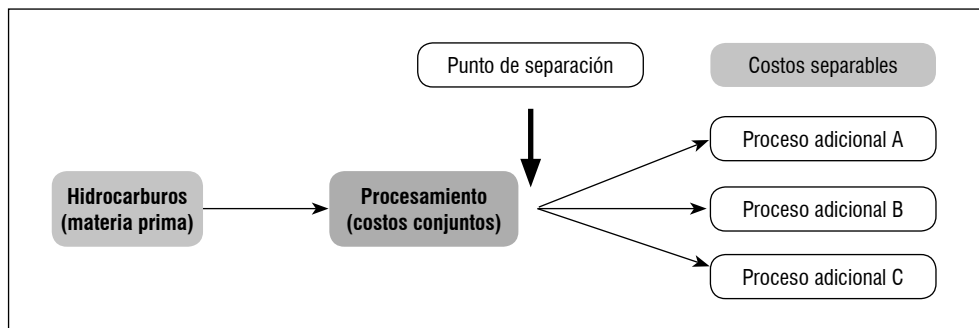 Punto de separación
Costos separables
Proceso adicional A
Hidrocarburos
(materia prima)
Procesamiento
(costos conjuntos)
Proceso adicional B
Proceso adicional C